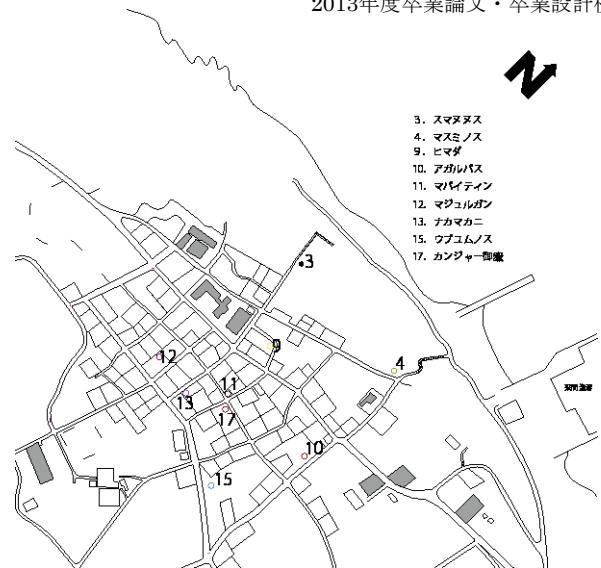 2013年度卒業論文・卒業設計梗
N
3. スマヌヌス
4. マスミノス
9. ヒマダ
10. アガルパス
11. マパイティン
12. マジュルガン
13. ナカマカニ
15. ウプユムノス
17. カンジャー御嶽
3
9
4
12
11
13
17
10
15